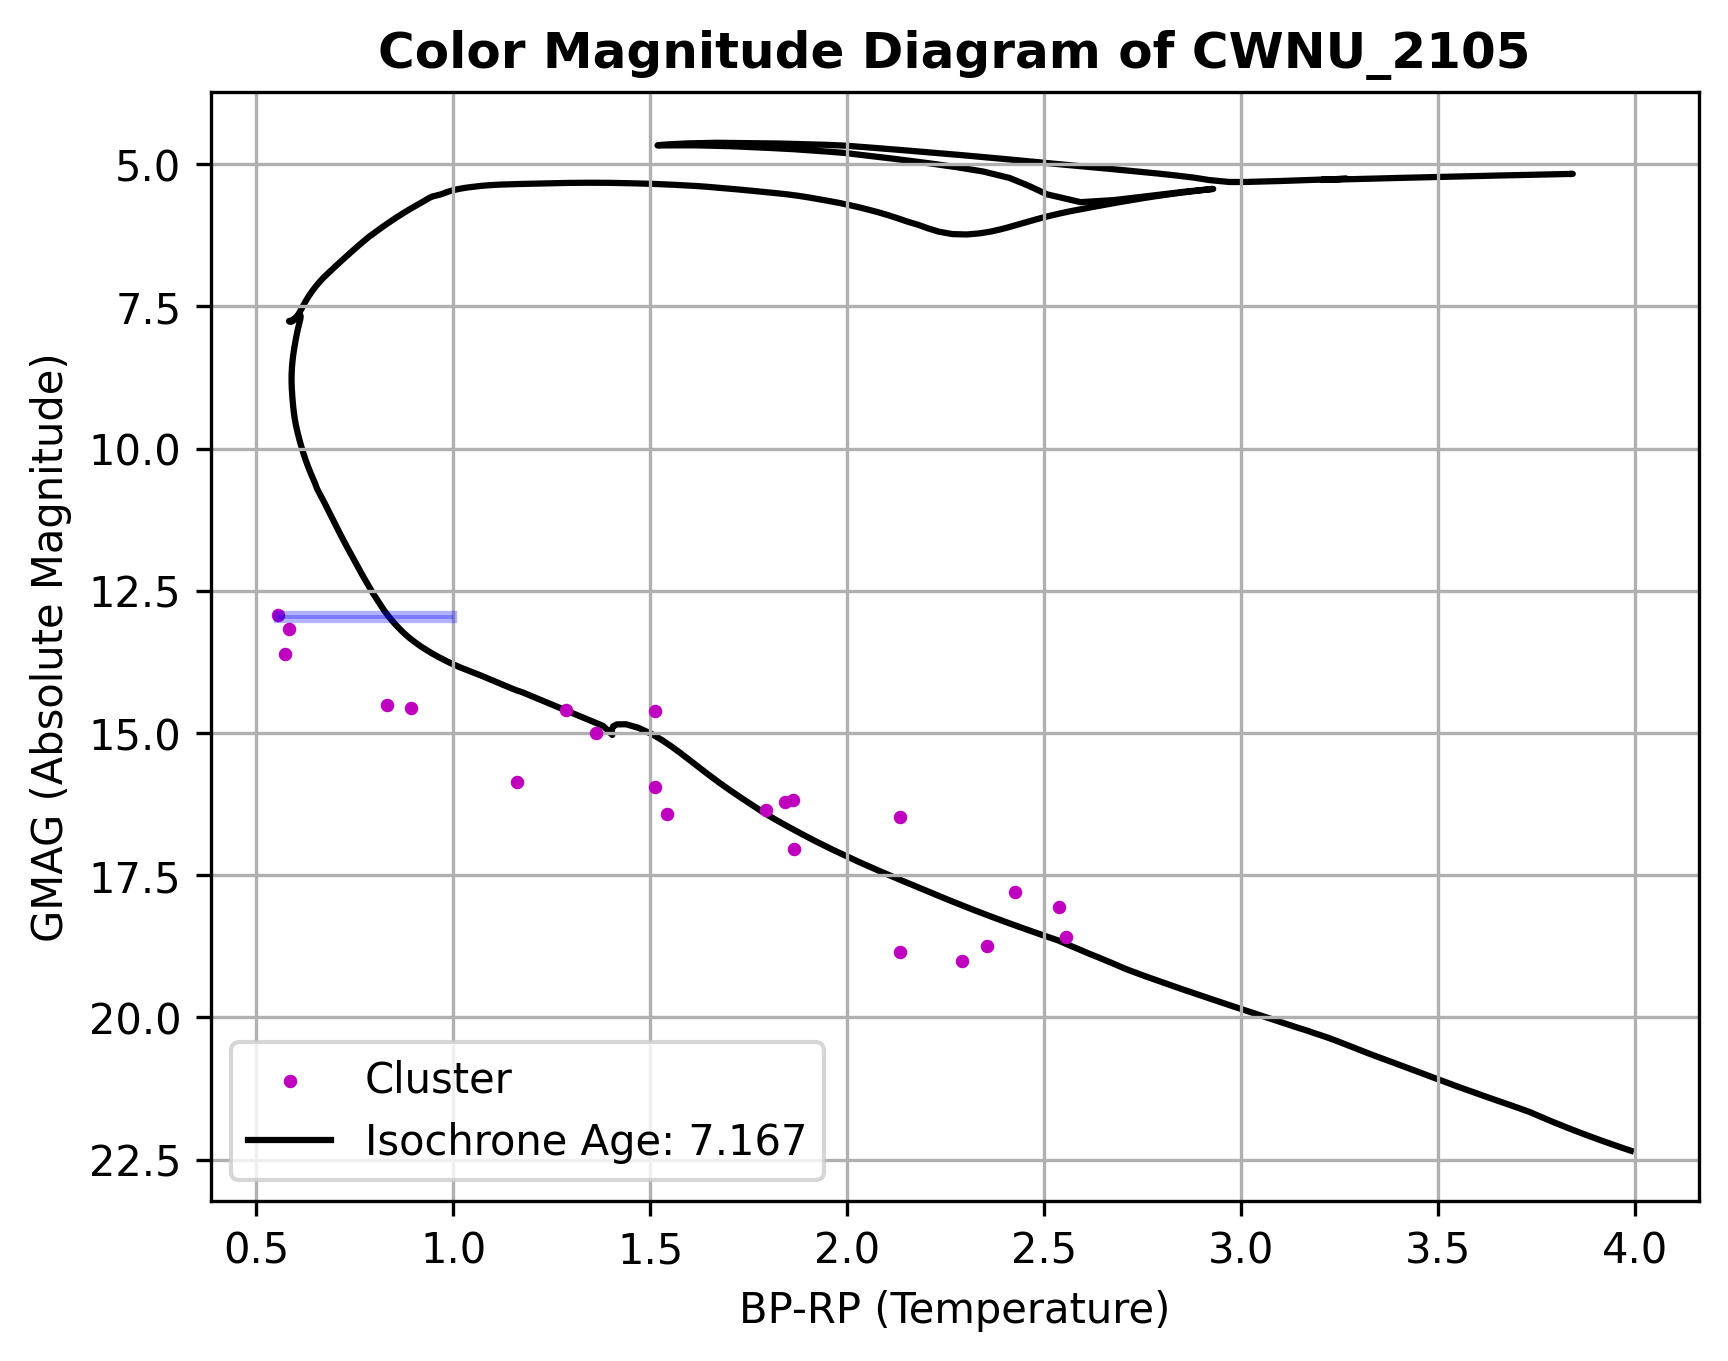 Color Magnitude Diagram of CWNU_2105
GMAG (Absolute Magnitude)
5.0
7.5
10.0
12.5
15.0
17.5
20.0
22.5
Cluster
Isochrone Age: 7.167
0.5 1.0 1.5 2.0 2.5 3.0 3.5 4.0
BP-RP (Temperature)